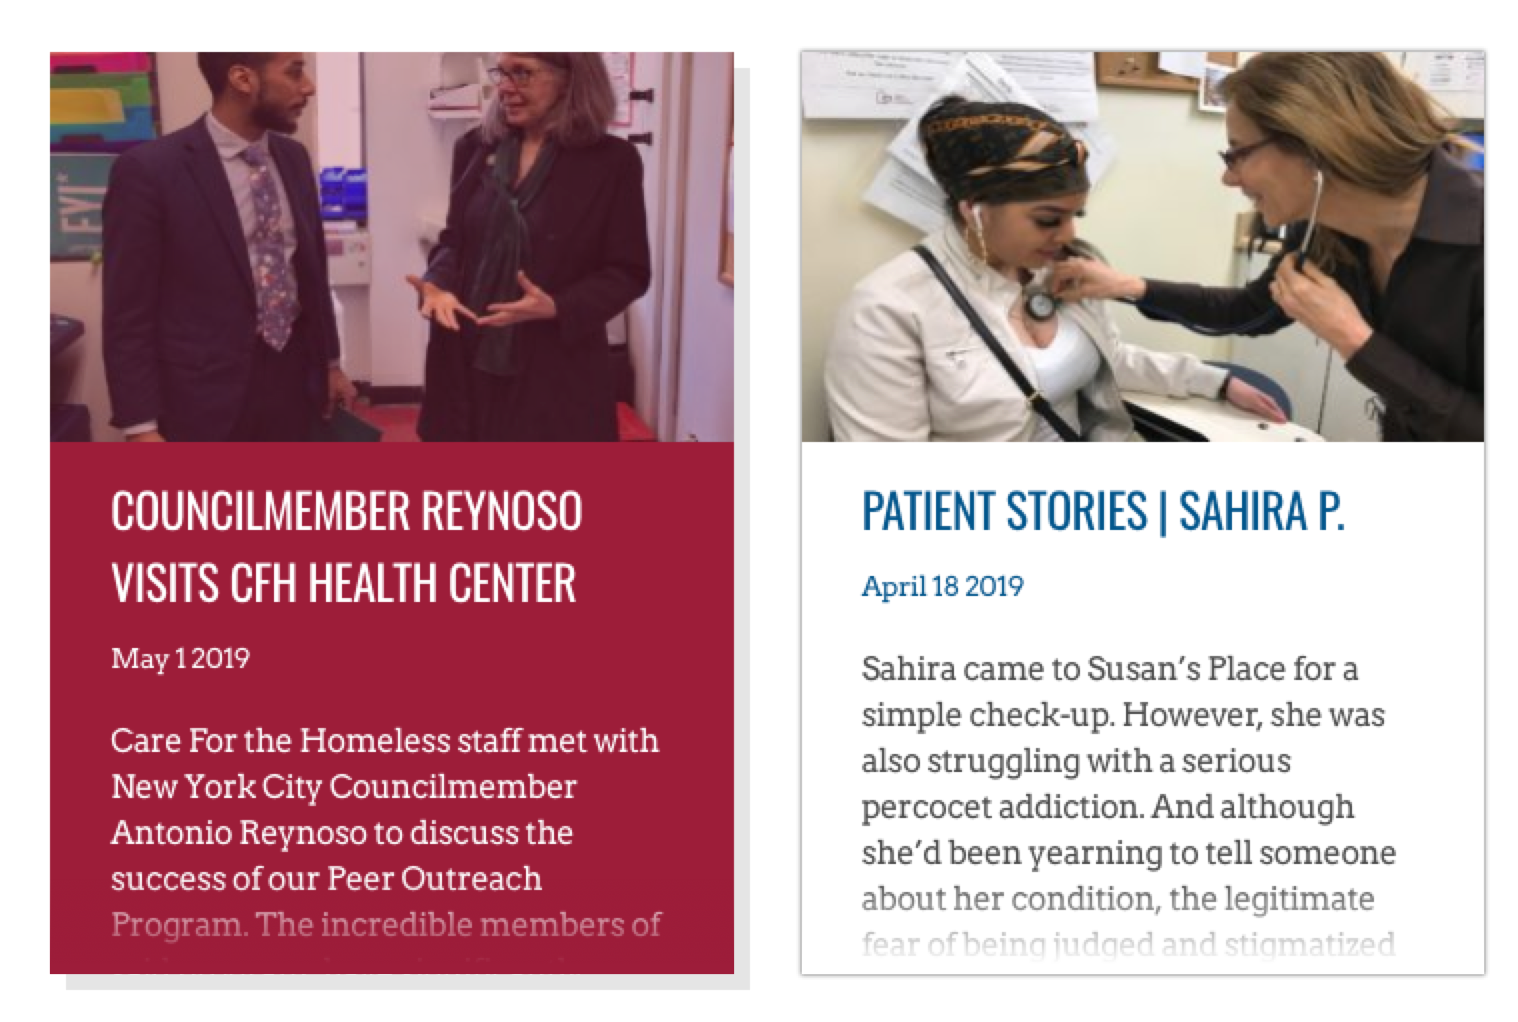 FYI
COUNCILMEMBER REYNOSO
VISITS CFH HEALTH CENTER
May 1 2019
Care For the Homeless staff met with
New York City Councilmember
Antonio Reynoso to discuss the
success of our Peer Outreach
Program. The incredible members of
PATIENT STORIES | SAHIRA P.
April 18 2019
Sahira came to Susan’s Place for a
simple check-up. However, she was
also struggling with a serious
percocet addiction. And although
she’d been yearning to tell someone
about her condition, the legitimate
fear of being judged and stigmatized